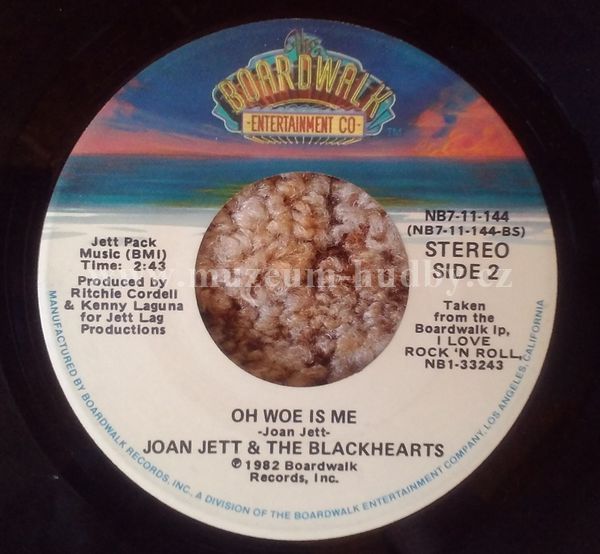 The
BOARDWALK
-ENTERTAINMENT CO-
TM
Jett Pack
Music (BMI)
Time: 2:43
Produced by
Ritchie Cordell
& Kenny Laguna
for Jett Lag
Productions
NB7-11-144
(NB7-11-144-BS)
STEREO
SIDE 2
Taken
from the
Boardwalk lp,
I LOVE
ROCK 'N ROLL,
NB1-33243
www.muzeum-hudby.cz
OH WOE IS ME
-Joan Jett-
JOAN JETT & THE BLACKHEARTS
℗1982 Boardwalk
Records, Inc.
MANUFACTURED BY BOARDWALK RECORDS, INC., A DIVISION OF THE BOARDWALK ENTERTAINMENT COMPANY, LOS ANGELES, CALIFORNIA